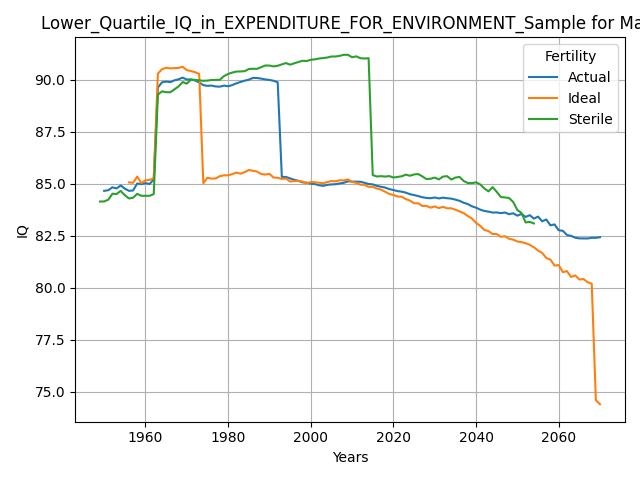 Lower_Quartile_IQ_in_EXPENDITURE_FOR_ENVIRONMENT_Sample for Ma
Fertility
Actual
Ideal
Sterile
IQ
90.0
87.5
85.0
82.5
80.0
77.5
75.0
1960 1980 2000 2020 2040 2060
Years